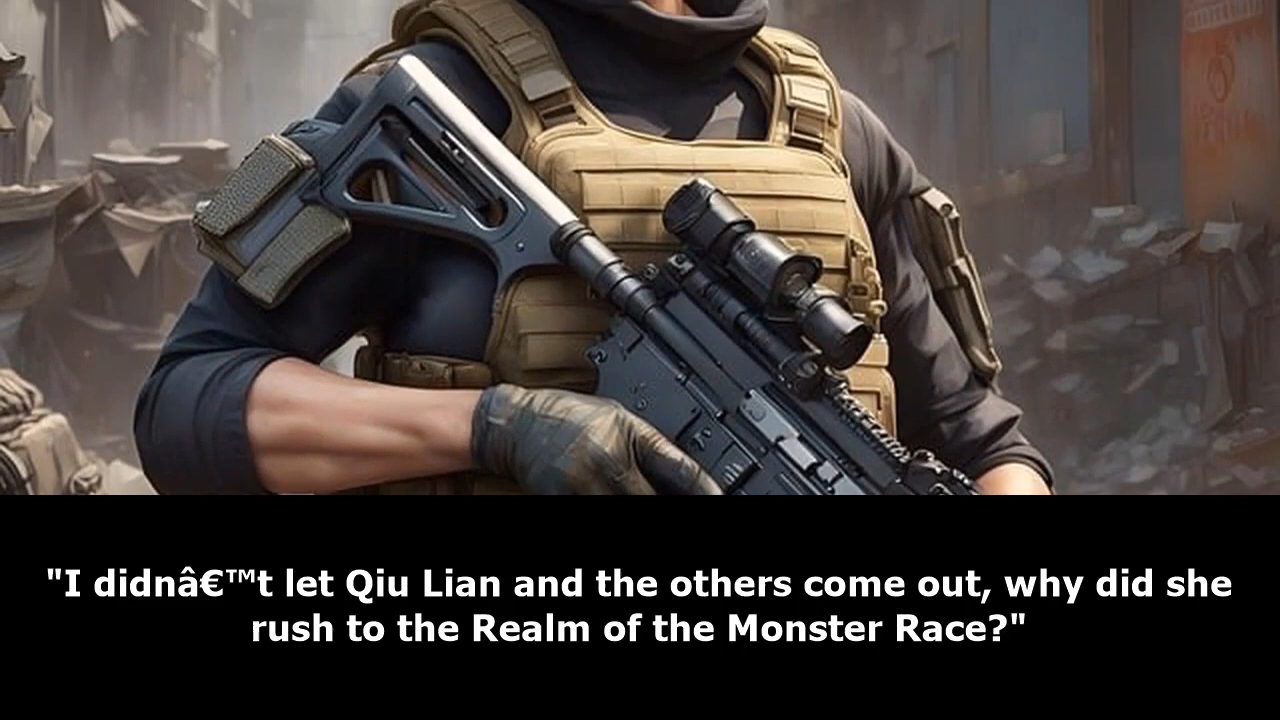 "I didnâ€™t let Qiu Lian and the others come out, why did she
rush to the Realm of the Monster Race?"